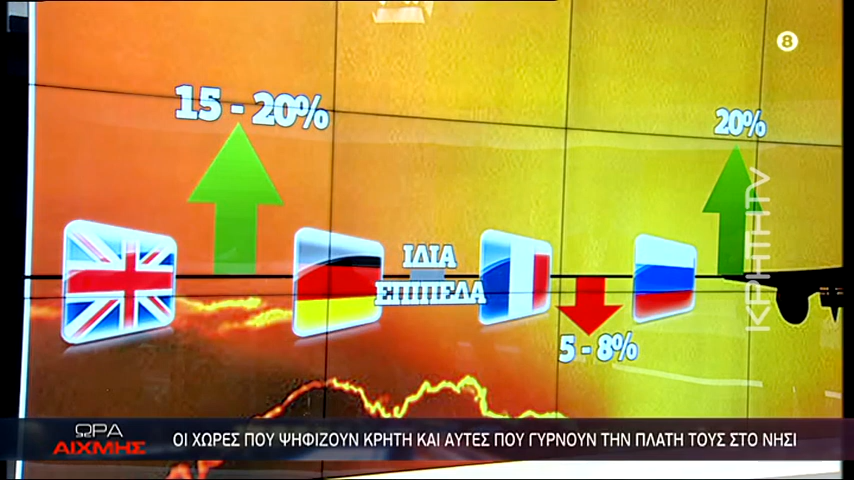 8
15 - 20%
20%
ΙΔΙΑ
ΕΠΙΠΕΔΑ
5 - 8%
ΚΡΗΤΗ TV
ΩΡΑ
ΑΙΧΜΗΣ
ΟΙ ΧΩΡΕΣ ΠΟΥ ΨΗΦΙΖΟΥΝ ΚΡΗΤΗ ΚΑΙ ΑΥΤΕΣ ΠΟΥ ΓΥΡΝΟΥΝ ΤΗΝ ΠΛΑΤΗ ΤΟΥΣ ΣΤΟ ΝΗΣΙ